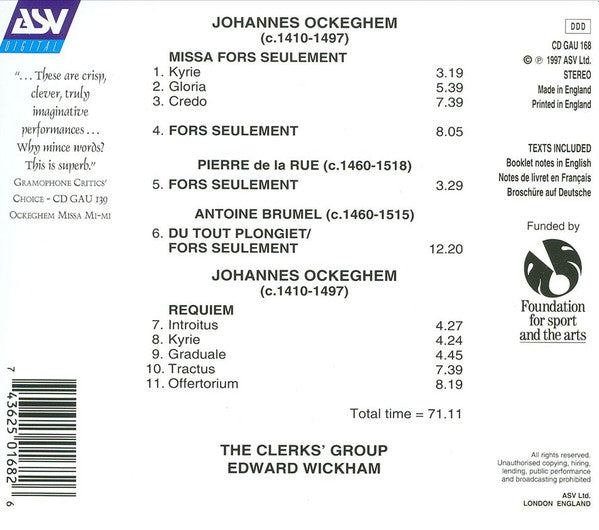 ASV
DIGITAL
"... These are crisp,
clever, truly
imaginative
performances...
Why mince words?
This is superb."
Gramophone Critics'
Choice – CD GAU 139
Ockeghem Missa Mi-mi
7
43625 01682
6
JOHANNES OCKEGHEM
(c.1410-1497)
MISSA FORS SEULEMENT
1. Kyrie 3.19
2. Gloria 5.39
3. Credo 7.39
4. FORS SEULEMENT 8.05
PIERRE de la RUE (c.1460-1518)
5. FORS SEULEMENT 3.29
ANTOINE BRUMEL (c.1460-1515)
6. DU TOUT PLONGIET/
FORS SEULEMENT 12.20
JOHANNES OCKEGHEM
(c.1410-1497)
REQUIEM
7. Introitus 4.27
8. Kyrie 4.24
9. Graduale 4.45
10. Tractus 7.39
11. Offertorium 8.19
Total time = 71.11
THE CLERKS' GROUP
EDWARD WICKHAM
DDD
CD GAU 168
© ℗ 1997 ASV Ltd.
STEREO
Made in England
Printed in England
TEXTS INCLUDED
Booklet notes in English
Notes de livret en Français
Broschüre auf Deutsche
Funded by
Foundation
for sport
and the arts
All rights reserved.
Unauthorised copying, hiring,
lending, public performance
and broadcasting prohibited
ASV Ltd.
LONDON ENGLAND